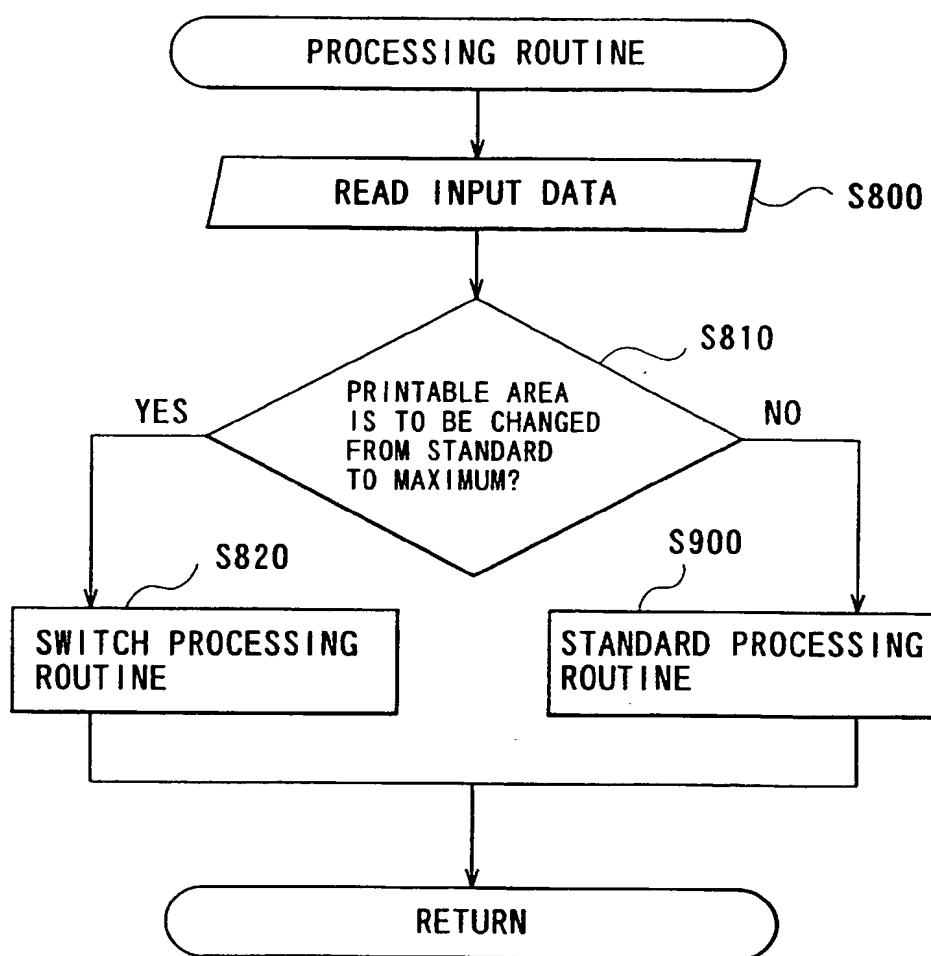 PROCESSING ROUTINE
READ INPUT DATA
S800
S810
PRINTABLE AREA
IS TO BE CHANGED
FROM STANDARD
TO MAXIMUM?
YES
NO
S820
S900
SWITCH PROCESSING
ROUTINE
STANDARD PROCESSING
ROUTINE
RETURN